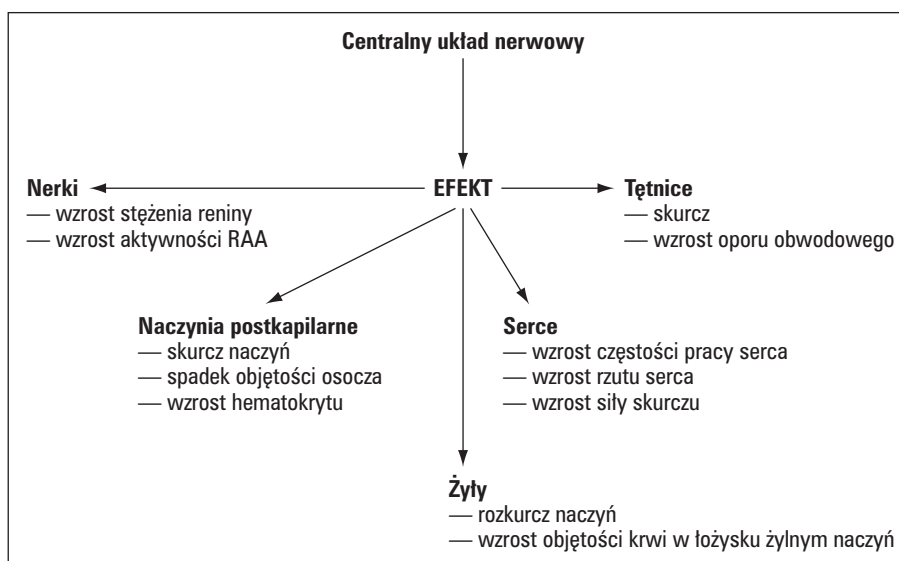 Centralny układ nerwowy
EFEKT
Nerki
— wzrost stężenia reniny
— wzrost aktywności RAA
Tętnice
— skurcz
— wzrost oporu obwodowego
Naczynia postkapilarne
— skurcz naczyń
— spadek objętości osocza
— wzrost hematokrytu
Serce
— wzrost częstości pracy serca
— wzrost rzutu serca
— wzrost siły skurczu
Żyły
— rozkurcz naczyń
— wzrost objętości krwi w łożysku żylnym naczyń